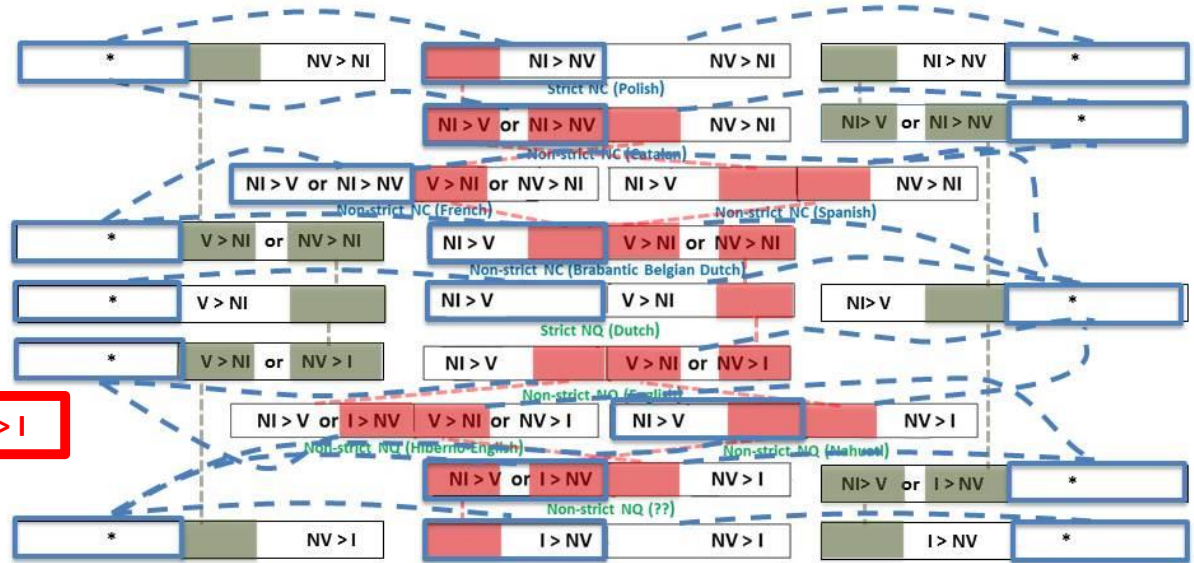 * NV > NI NI > NV NV > NI NI > NV *
Strict NC (Polish)
NI > V or NI > NV NV > NI NI> V or NI > NV *
Non-strict NC (Catalan)
NI > V or NI > NV V > NI or NV > NI NI > V NV > NI
Non-strict NC (French) Non-strict NC (Spanish)
* V > NI or NV > NI NI > V V > NI or NV > NI
Non-strict NC (Brabantic Belgian Dutch)
* V > NI NI > V V > NI NI> V *
Strict NQ (Dutch)
* V > NI or NV > I NI > V V > NI or NV > I
Non-strict NQ (English)
> I NI > V or I > NV V > NI or NV > I NI > V NV > I
Non-strict NQ (Hiberno-English) Non-strict NQ (Nahuatl)
NI > V or I > NV NV > I NI> V or I > NV *
Non-strict NQ (??)
* NV > I I > NV NV > I I > NV *